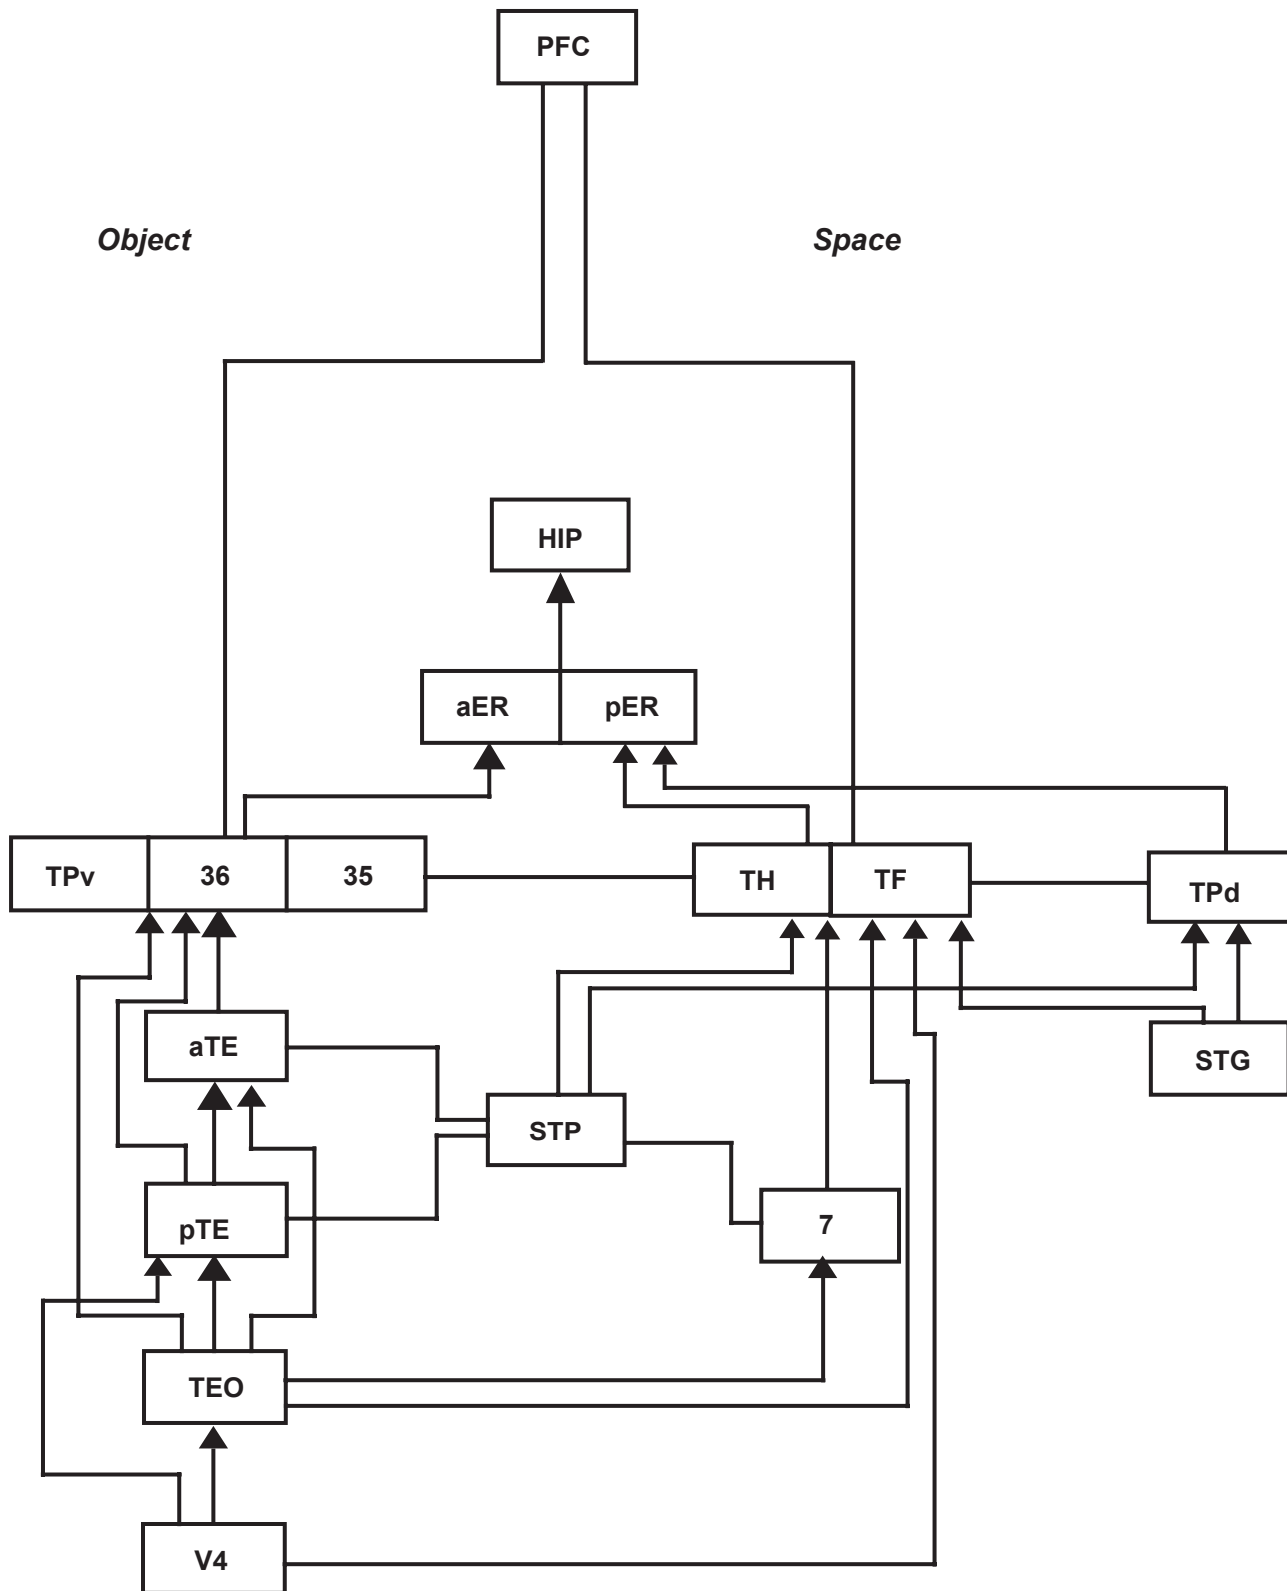 PFC
Object
Space
HIP
aER
pER
TPv
36
35
TH
TF
TPd
aTE
STG
STP
pTE
7
TEO
V4